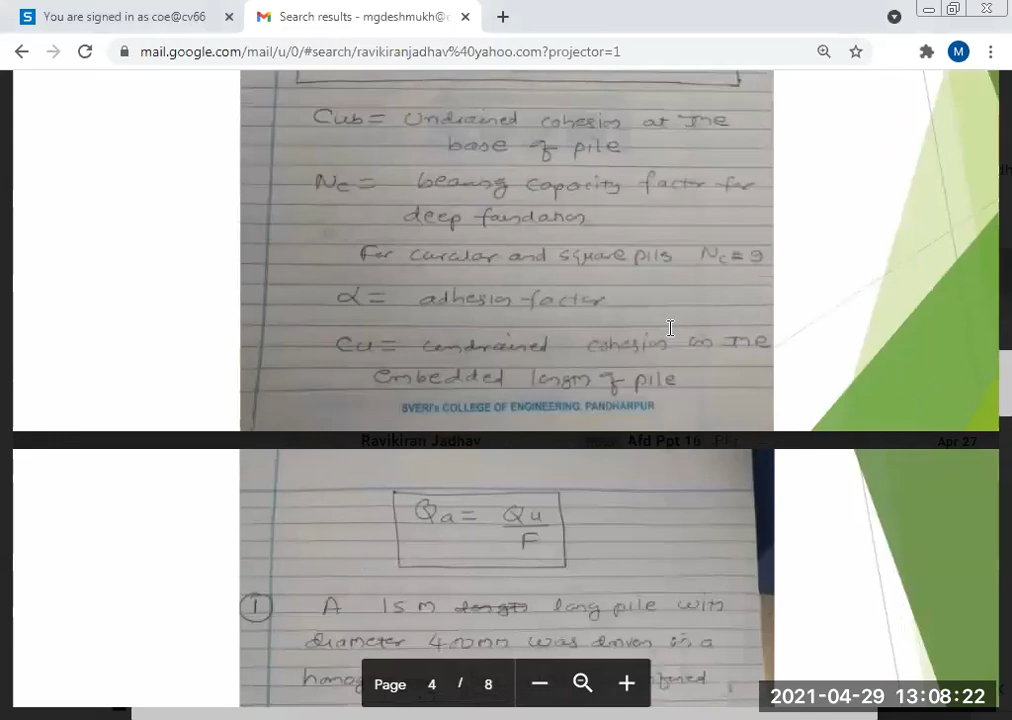 You are signed in as coe@cv66
Search results - mgdeshmukh@c
mail.google.com/mail/u/0/#search/ravikiranjadhav%40yahoo.com?projector=1
M
Cub = Undrained cohesion at the
base of pile
Nc = bearing capacity factor for
deep foundation
For circular and square pils Nc = 9
α = adhesion factor
Cu = undrained cohesion in the
embedded length of pile
SVERI's COLLEGE OF ENGINEERING, PANDHARPUR
Ravikiran Jadhav Afd Ppt 16 Apr 27
Qa = Qu
F
1 A 15 m long pile with
diameter 400mm was driven in a
Page 4 / 8
2021-04-29 13:08:22